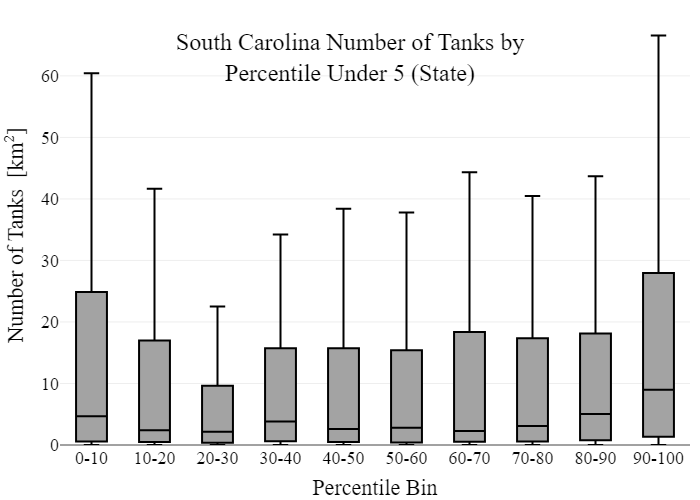 South Carolina Number of Tanks by
Percentile Under 5 (State)
Number of Tanks [km²]
60
50
40
30
20
10
0
0-10 10-20 20-30 30-40 40-50 50-60 60-70 70-80 80-90 90-100
Percentile Bin